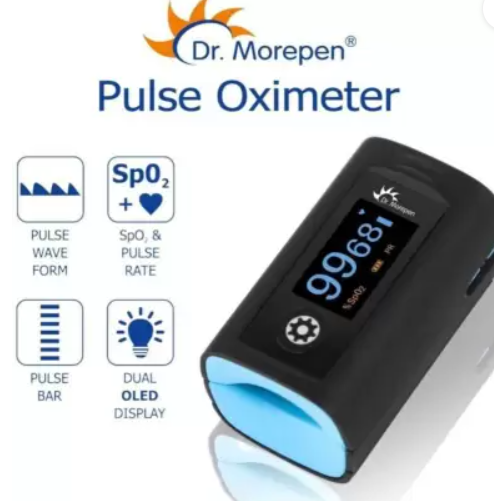 Dr. Morepen®
Pulse Oximeter
SpO₂
+
PULSE
WAVE
FORM
SpO₂ &
PULSE
RATE
PULSE
BAR
DUAL
OLED
DISPLAY
Dr. Morepen
99 68
%SpO₂ PR